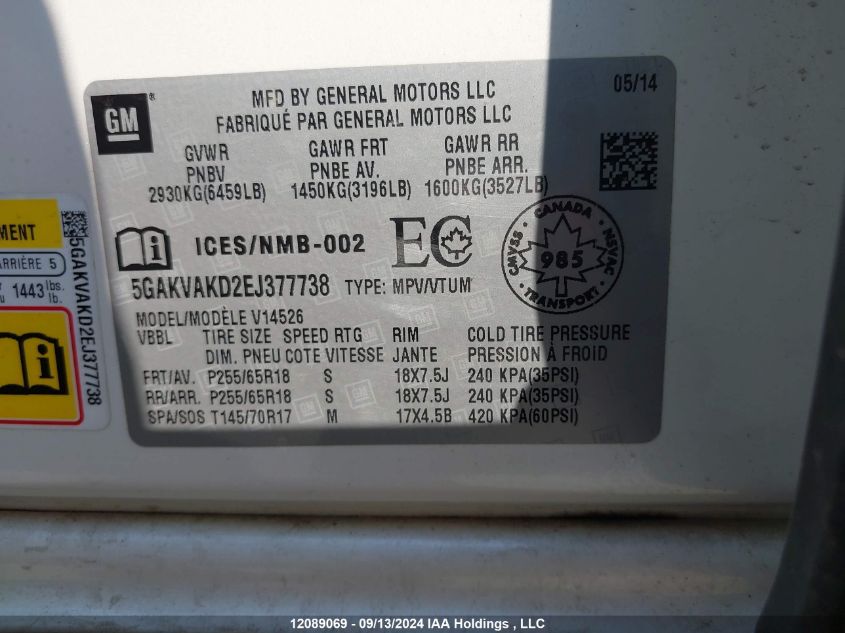 GM
®
MFD BY GENERAL MOTORS LLC
FABRIQUÉ PAR GENERAL MOTORS LLC
05/14
GVWR GAWR FRT GAWR RR
PNBV PNBE AV. PNBE ARR.
2930KG(6459LB) 1450KG(3196LB) 1600KG(3527LB)
ICES/NMB-002 EC
CANADA
CMVSS 985 NSVAC
TRANSPORT
5GAKVAKD2EJ377738 TYPE: MPV/VTUM
MODEL/MODÈLE V14526
VBBL TIRE SIZE SPEED RTG RIM COLD TIRE PRESSURE
DIM. PNEU COTE VITESSE JANTE PRESSION À FROID
FRT/AV. P255/65R18 S 18X7.5J 240 KPA(35PSI)
RR/ARR. P255/65R18 S 18X7.5J 240 KPA(35PSI)
SPA/SOS T145/70R17 M 17X4.5B 420 KPA(60PSI)
ARRIÈRE 5
1443 lbs.
lb.
5GAKVAKD2EJ377738
12089069 - 09/13/2024 IAA Holdings , LLC